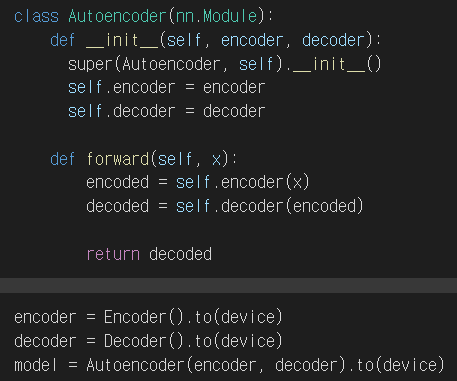 class Autoencoder(nn.Module):
    def __init__(self, encoder, decoder):
      super(Autoencoder, self).__init__()
      self.encoder = encoder
      self.decoder = decoder

    def forward(self, x):
        encoded = self.encoder(x)
        decoded = self.decoder(encoded)

        return decoded

encoder = Encoder().to(device)
decoder = Decoder().to(device)
model = Autoencoder(encoder, decoder).to(device)